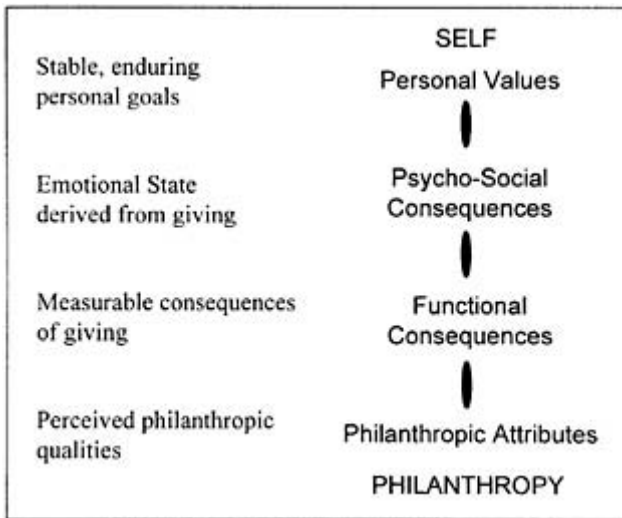 SELF
Stable, enduring
personal goals
Personal Values
Emotional State
derived from giving
Psycho-Social
Consequences
Measurable consequences
of giving
Functional
Consequences
Perceived philanthropic
qualities
Philanthropic Attributes
PHILANTHROPY